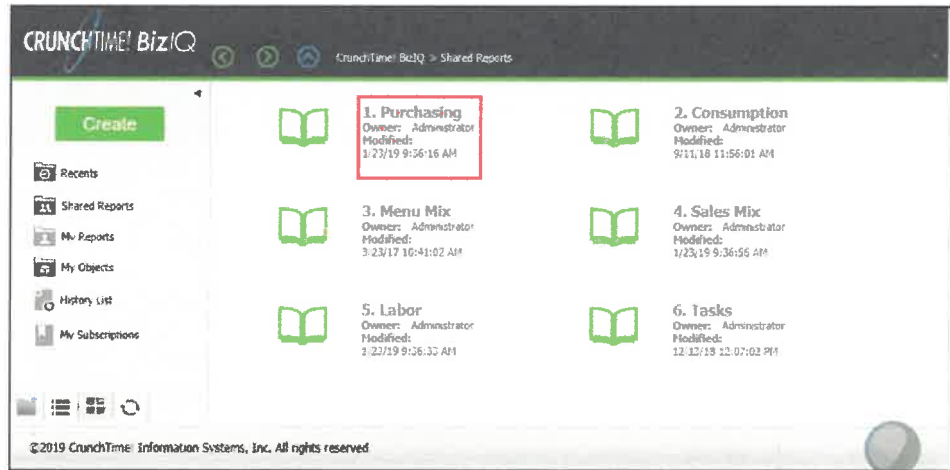 CRUNCHTIME! BizIQ
CrunchTime! BizIQ > Shared Reports
Create
Recents
Shared Reports
My Reports
My Objects
History List
My Subscriptions
1. Purchasing
Owner: Administrator
Modified:
1/23/19 9:36:16 AM
2. Consumption
Owner: Administrator
Modified:
9/11/18 11:56:01 AM
3. Menu Mix
Owner: Administrator
Modified:
3/23/17 10:41:02 AM
4. Sales Mix
Owner: Administrator
Modified:
1/23/19 9:36:56 AM
5. Labor
Owner: Administrator
Modified:
1/23/19 9:36:33 AM
6. Tasks
Owner: Administrator
Modified:
12/13/18 12:07:02 PM
©2019 CrunchTime! Information Systems, Inc. All rights reserved